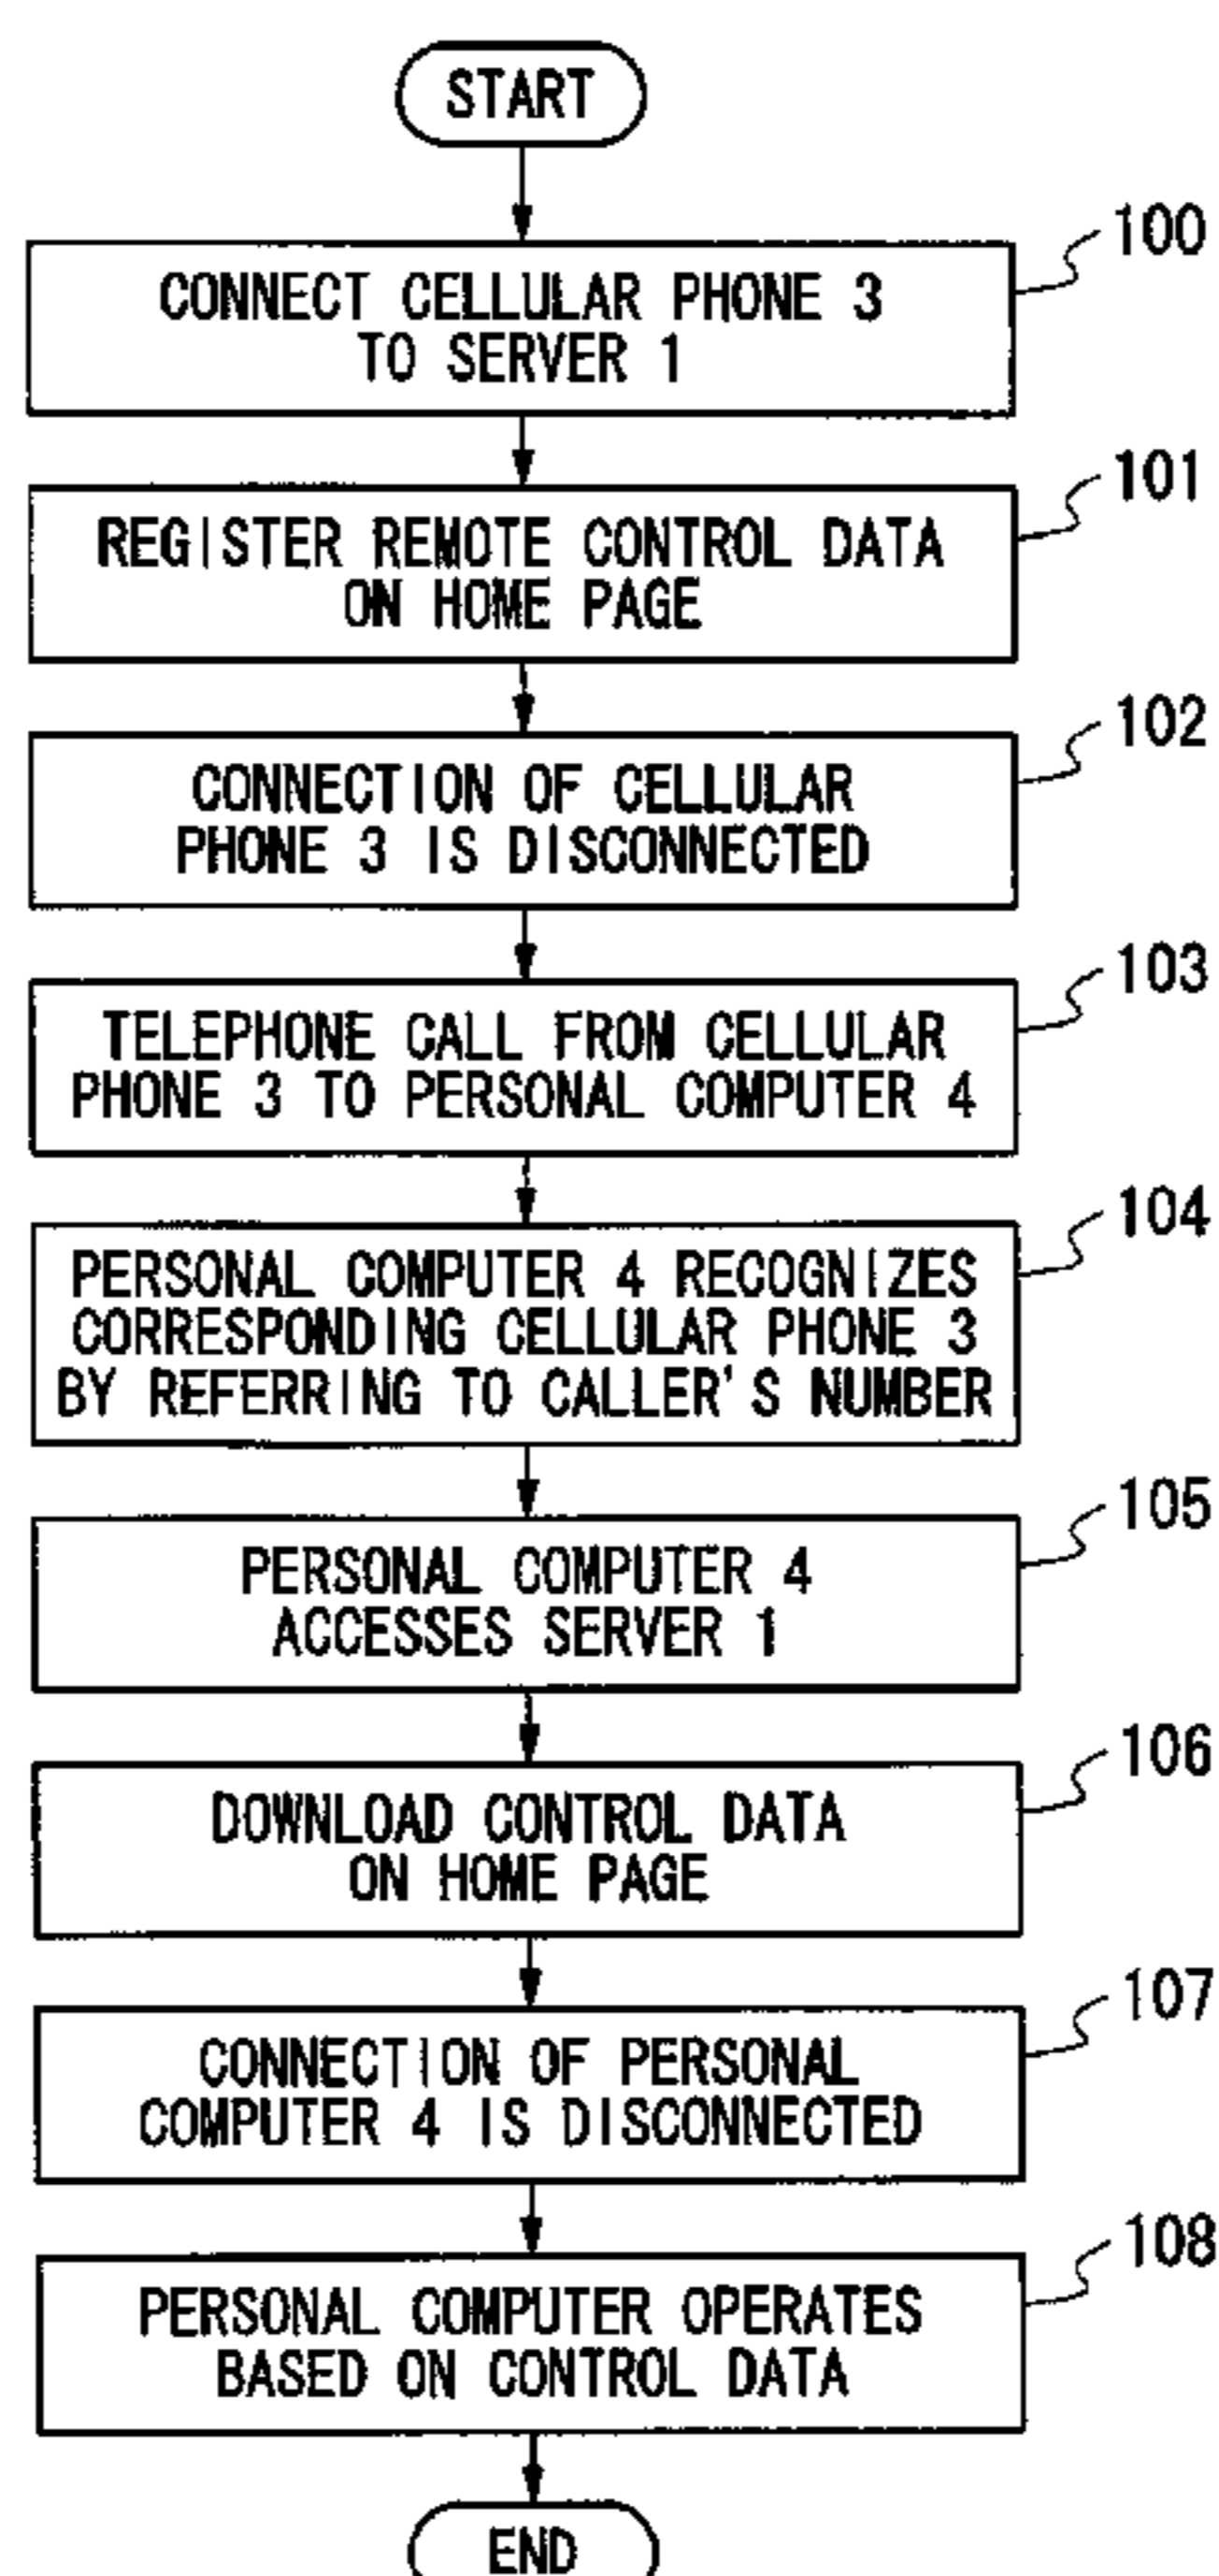 START
100
CONNECT CELLULAR PHONE 3
TO SERVER 1
101
REGISTER REMOTE CONTROL DATA
ON HOME PAGE
102
CONNECTION OF CELLULAR
PHONE 3 IS DISCONNECTED
103
TELEPHONE CALL FROM CELLULAR
PHONE 3 TO PERSONAL COMPUTER 4
104
PERSONAL COMPUTER 4 RECOGNIZES
CORRESPONDING CELLULAR PHONE 3
BY REFERRING TO CALLER'S NUMBER
105
PERSONAL COMPUTER 4
ACCESSES SERVER 1
106
DOWNLOAD CONTROL DATA
ON HOME PAGE
107
CONNECTION OF PERSONAL
COMPUTER 4 IS DISCONNECTED
108
PERSONAL COMPUTER OPERATES
BASED ON CONTROL DATA
END